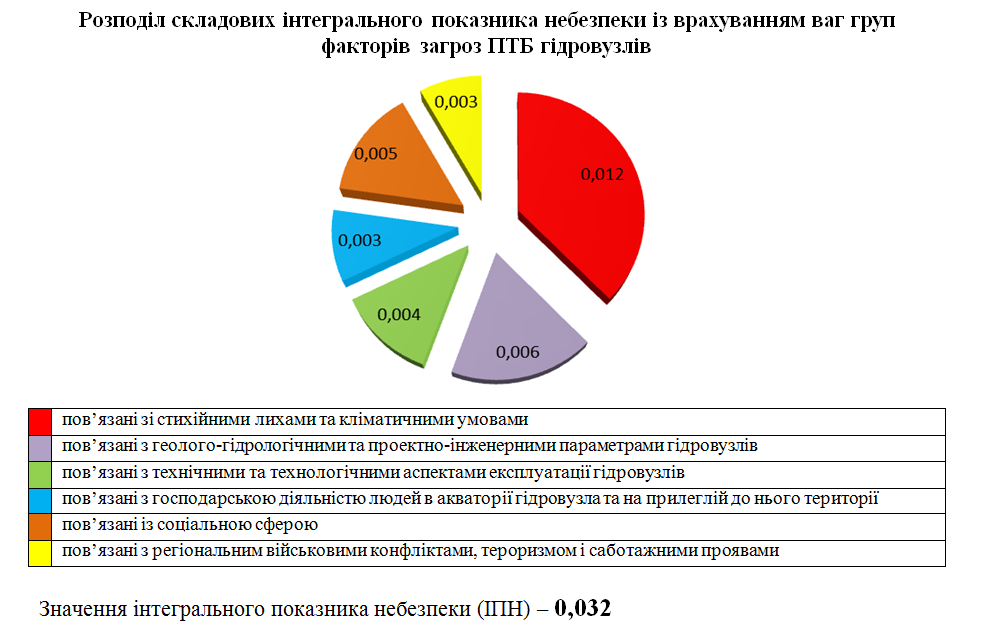 Розподіл складових інтегрального показника небезпеки із врахуванням ваг груп
факторів загроз ПТБ гідровузлів
0,003
0,005
0,012
0,003
0,004
0,006
пов’язані зі стихійними лихами та кліматичними умовами
пов’язані з геолого-гідрологічними та проектно-інженерними параметрами гідровузлів
пов’язані з технічними та технологічними аспектами експлуатації гідровузлів
пов’язані з господарською діяльністю людей в акваторії гідровузла та на прилеглій до нього території
пов’язані із соціальною сферою
пов’язані з регіональним військовими конфліктами, тероризмом і саботажними проявами
Значення інтегрального показника небезпеки (ІПН) – 0,032